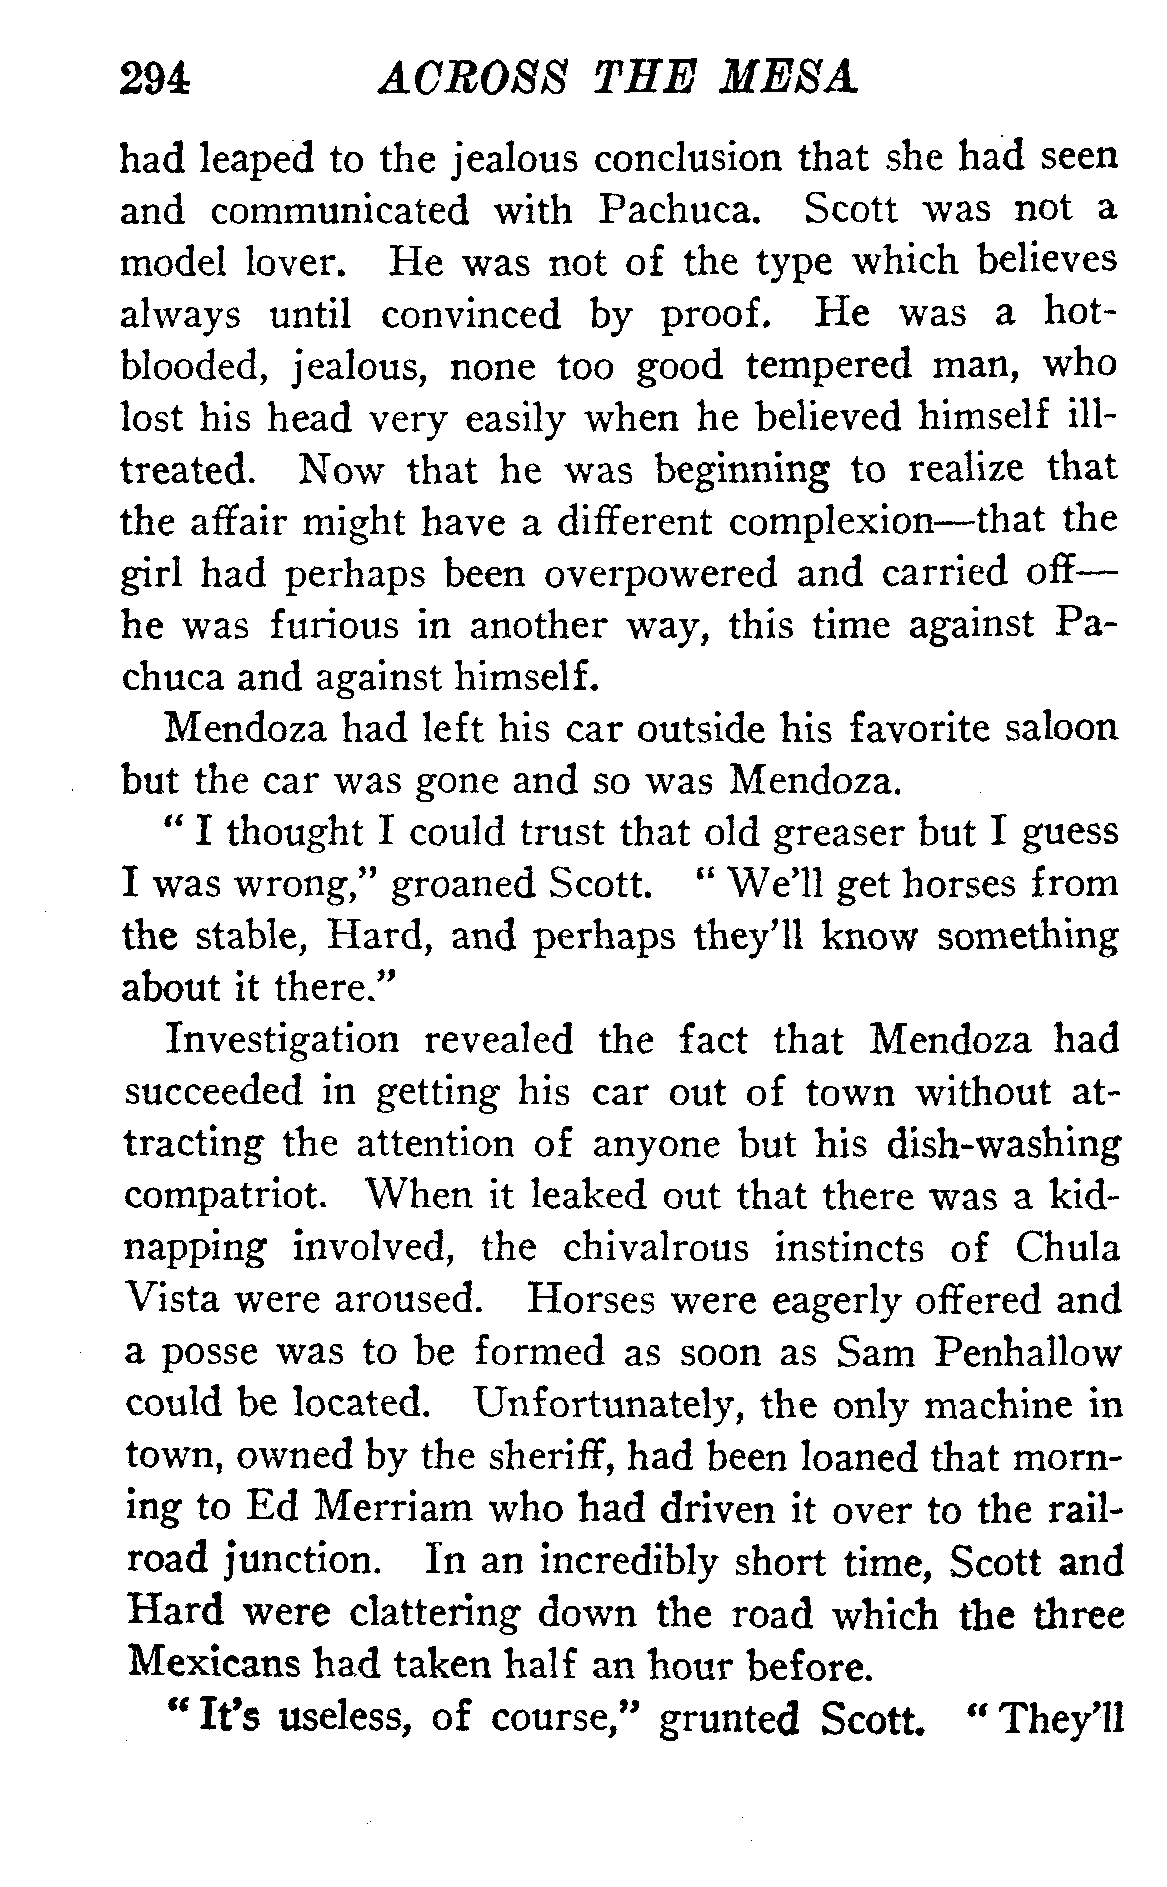 294 ACROSS THE MESA
had leaped to the jealous conclusion that she had seen
and communicated with Pachuca. Scott was not a
model lover. He was not of the type which believes
always until convinced by proof. He was a hot-
blooded, jealous, none too good tempered man, who
lost his head very easily when he believed himself ill-
treated. Now that he was beginning to realize that
the affair might have a different complexion—that the
girl had perhaps been overpowered and carried off—
he was furious in another way, this time against Pa-
chuca and against himself.
Mendoza had left his car outside his favorite saloon
but the car was gone and so was Mendoza.
“ I thought I could trust that old greaser but I guess
I was wrong,” groaned Scott. “ We’ll get horses from
the stable, Hard, and perhaps they’ll know something
about it there.”
Investigation revealed the fact that Mendoza had
succeeded in getting his car out of town without at-
tracting the attention of anyone but his dish-washing
compatriot. When it leaked out that there was a kid-
napping involved, the chivalrous instincts of Chula
Vista were aroused. Horses were eagerly offered and
a posse was to be formed as soon as Sam Penhallow
could be located. Unfortunately, the only machine in
town, owned by the sheriff, had been loaned that morn-
ing to Ed Merriam who had driven it over to the rail-
road junction. In an incredibly short time, Scott and
Hard were clattering down the road which the three
Mexicans had taken half an hour before.
“ It’s useless, of course,” grunted Scott. “ They’ll